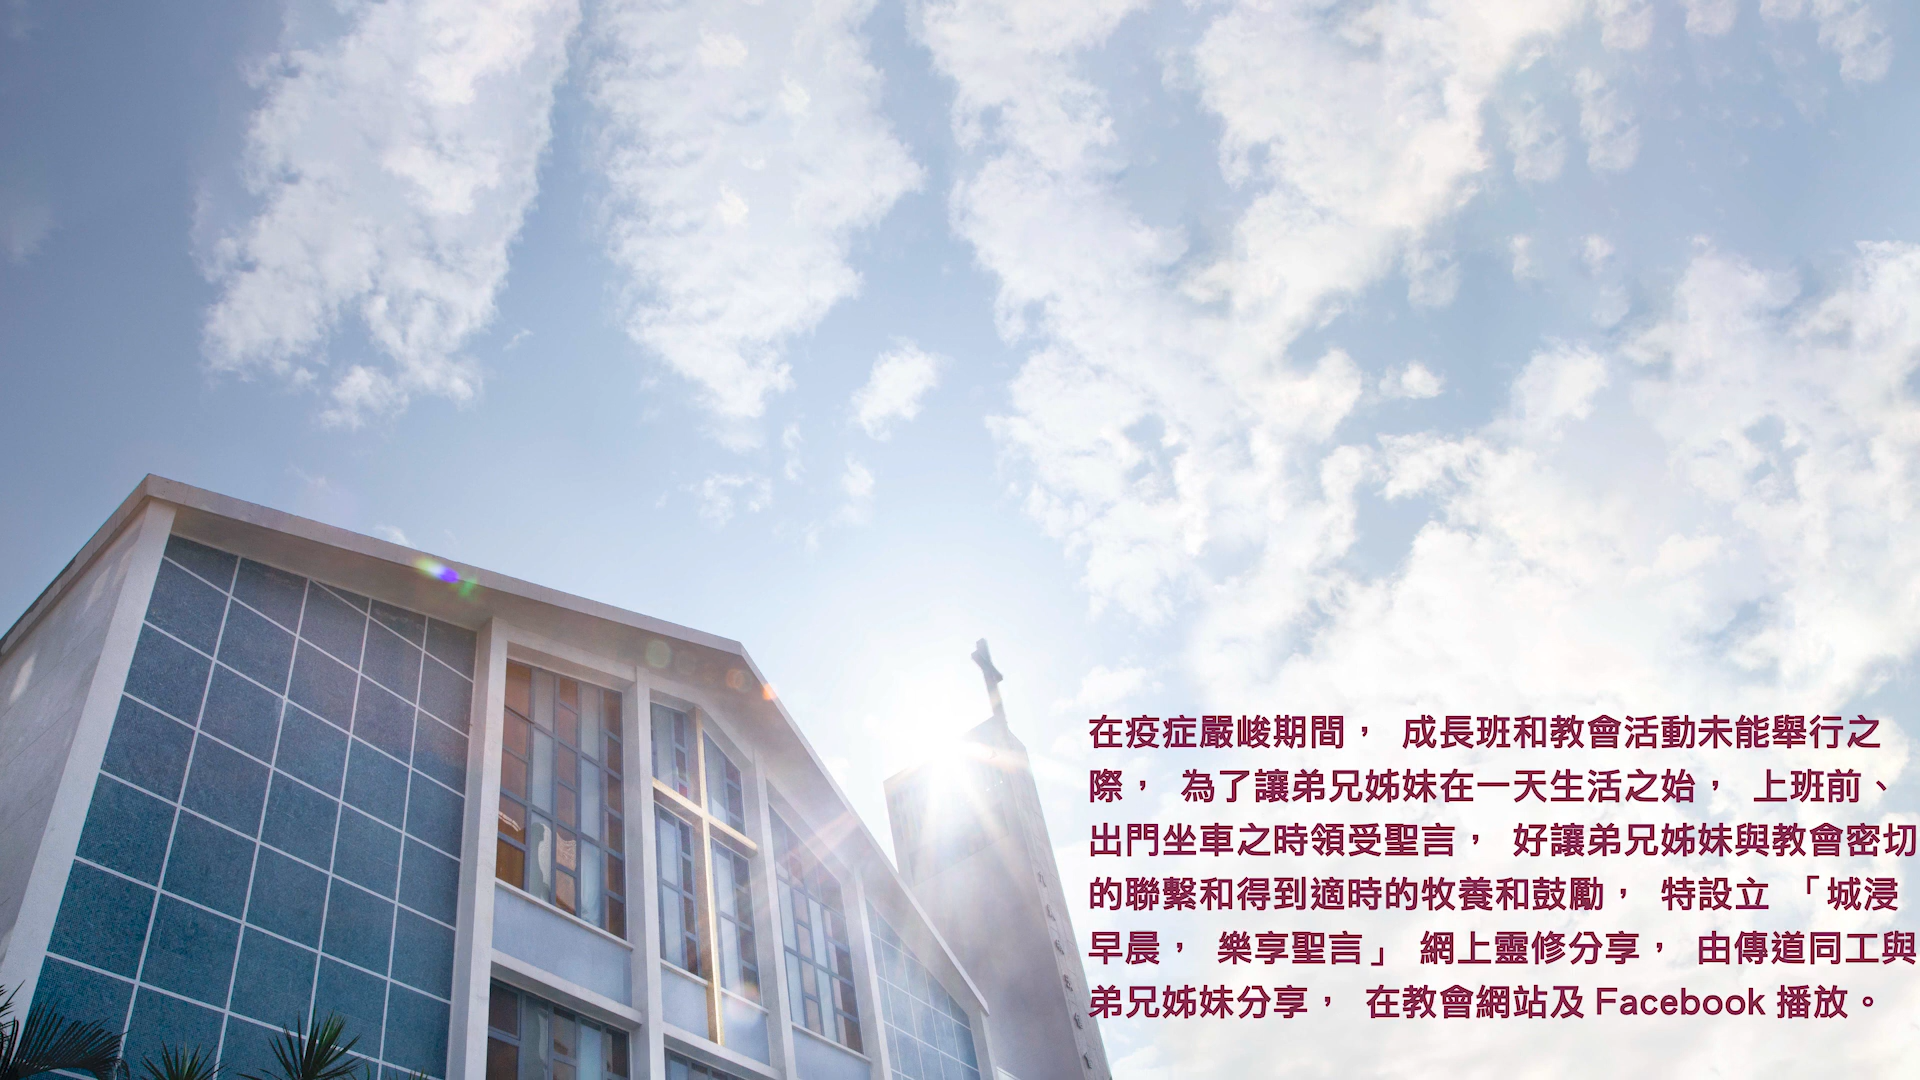 在疫症嚴峻期間， 成長班和教會活動未能舉行之
際， 為了讓弟兄姊妹在一天生活之始， 上班前、
出門坐車之時領受聖言， 好讓弟兄姊妹與教會密切
的聯繫和得到適時的牧養和鼓勵， 特設立 「城浸
早晨， 樂享聖言」 網上靈修分享， 由傳道同工與
弟兄姊妹分享， 在教會網站及 Facebook 播放。